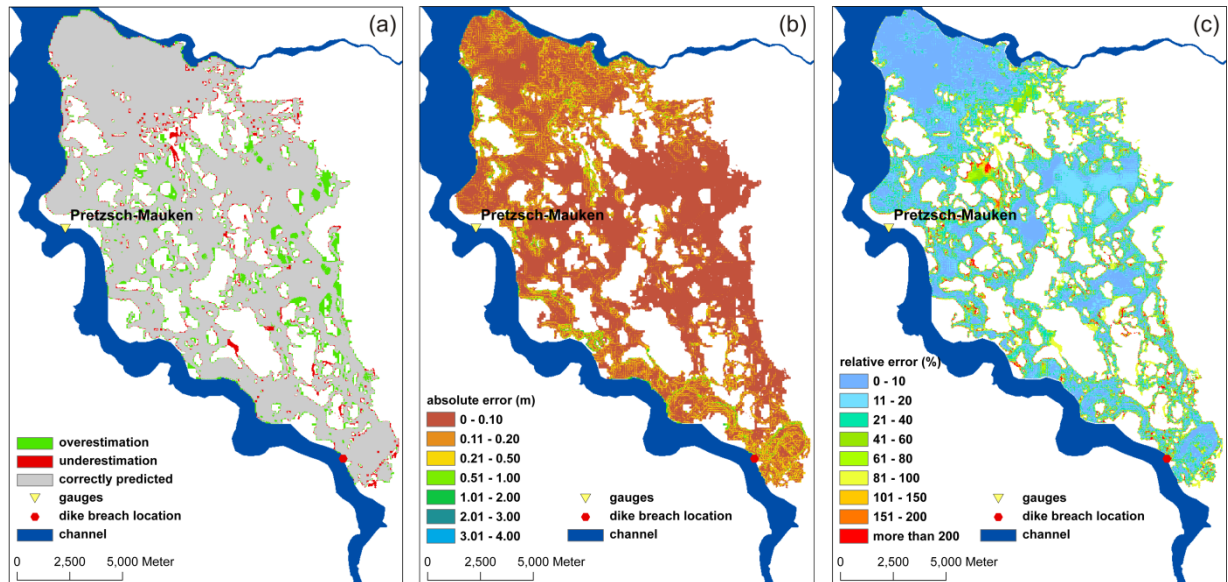 (a)
Pretzsch-Mauken
overestimation
underestimation
correctly predicted
gauges
dike breach location
channel
0 2,500 5,000 Meter
(b)
Pretzsch-Mauken
absolute error (m)
0 - 0.10
0.11 - 0.20
0.21 - 0.50
0.51 - 1.00
1.01 - 2.00
2.01 - 3.00
3.01 - 4.00
gauges
dike breach location
channel
0 2,500 5,000 Meter
(c)
Pretzsch-Mauken
relative error (%)
0 - 10
11 - 20
21 - 40
41 - 60
61 - 80
81 - 100
101 - 150
151 - 200
more than 200
gauges
dike breach location
channel
0 2,500 5,000 Meter